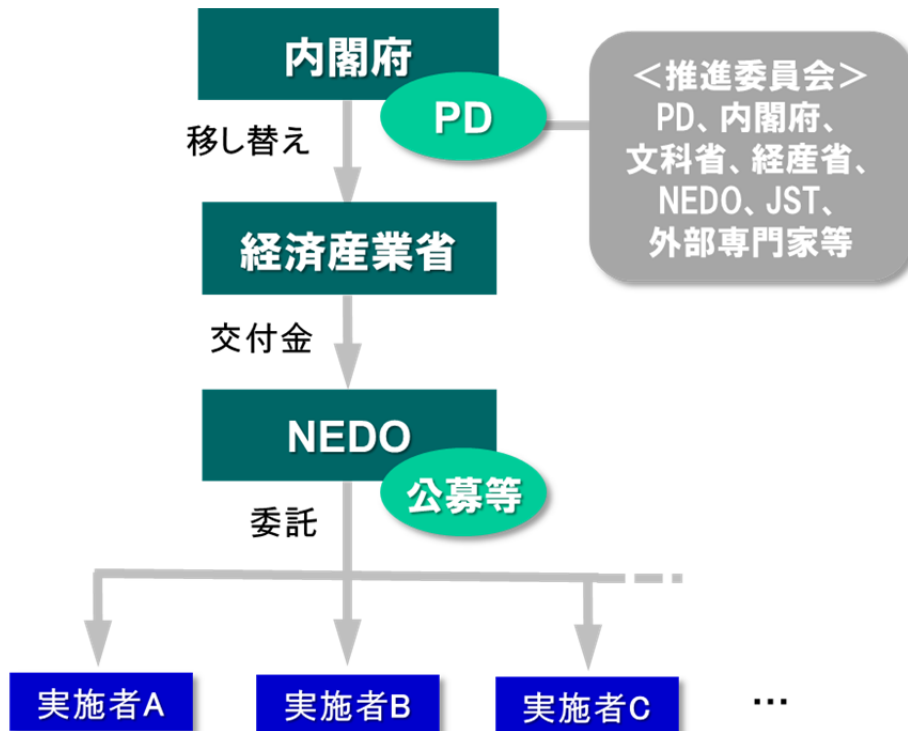 内閣府
PD
＜推進委員会＞
PD、内閣府、
文科省、経産省、
NEDO、JST、
外部専門家等
移し替え
経済産業省
交付金
NEDO
公募等
委託
実施者A
実施者B
実施者C
…